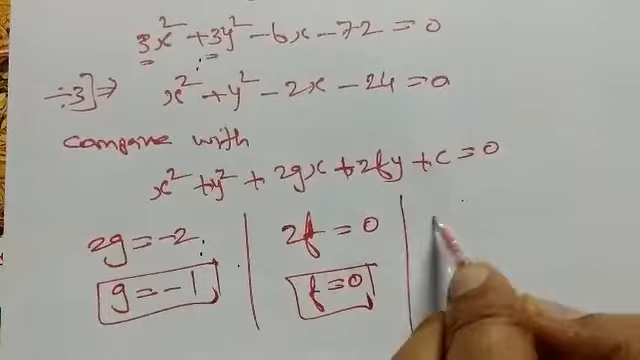 3x² + 3y² - 6x - 72 = 0
÷3] ⇒ x² + y² - 2x - 24 = 0
compare with
x² + y² + 2gx + 2fy + c = 0
2g = -2 | 2f = 0 |
g = -1 | f = 0